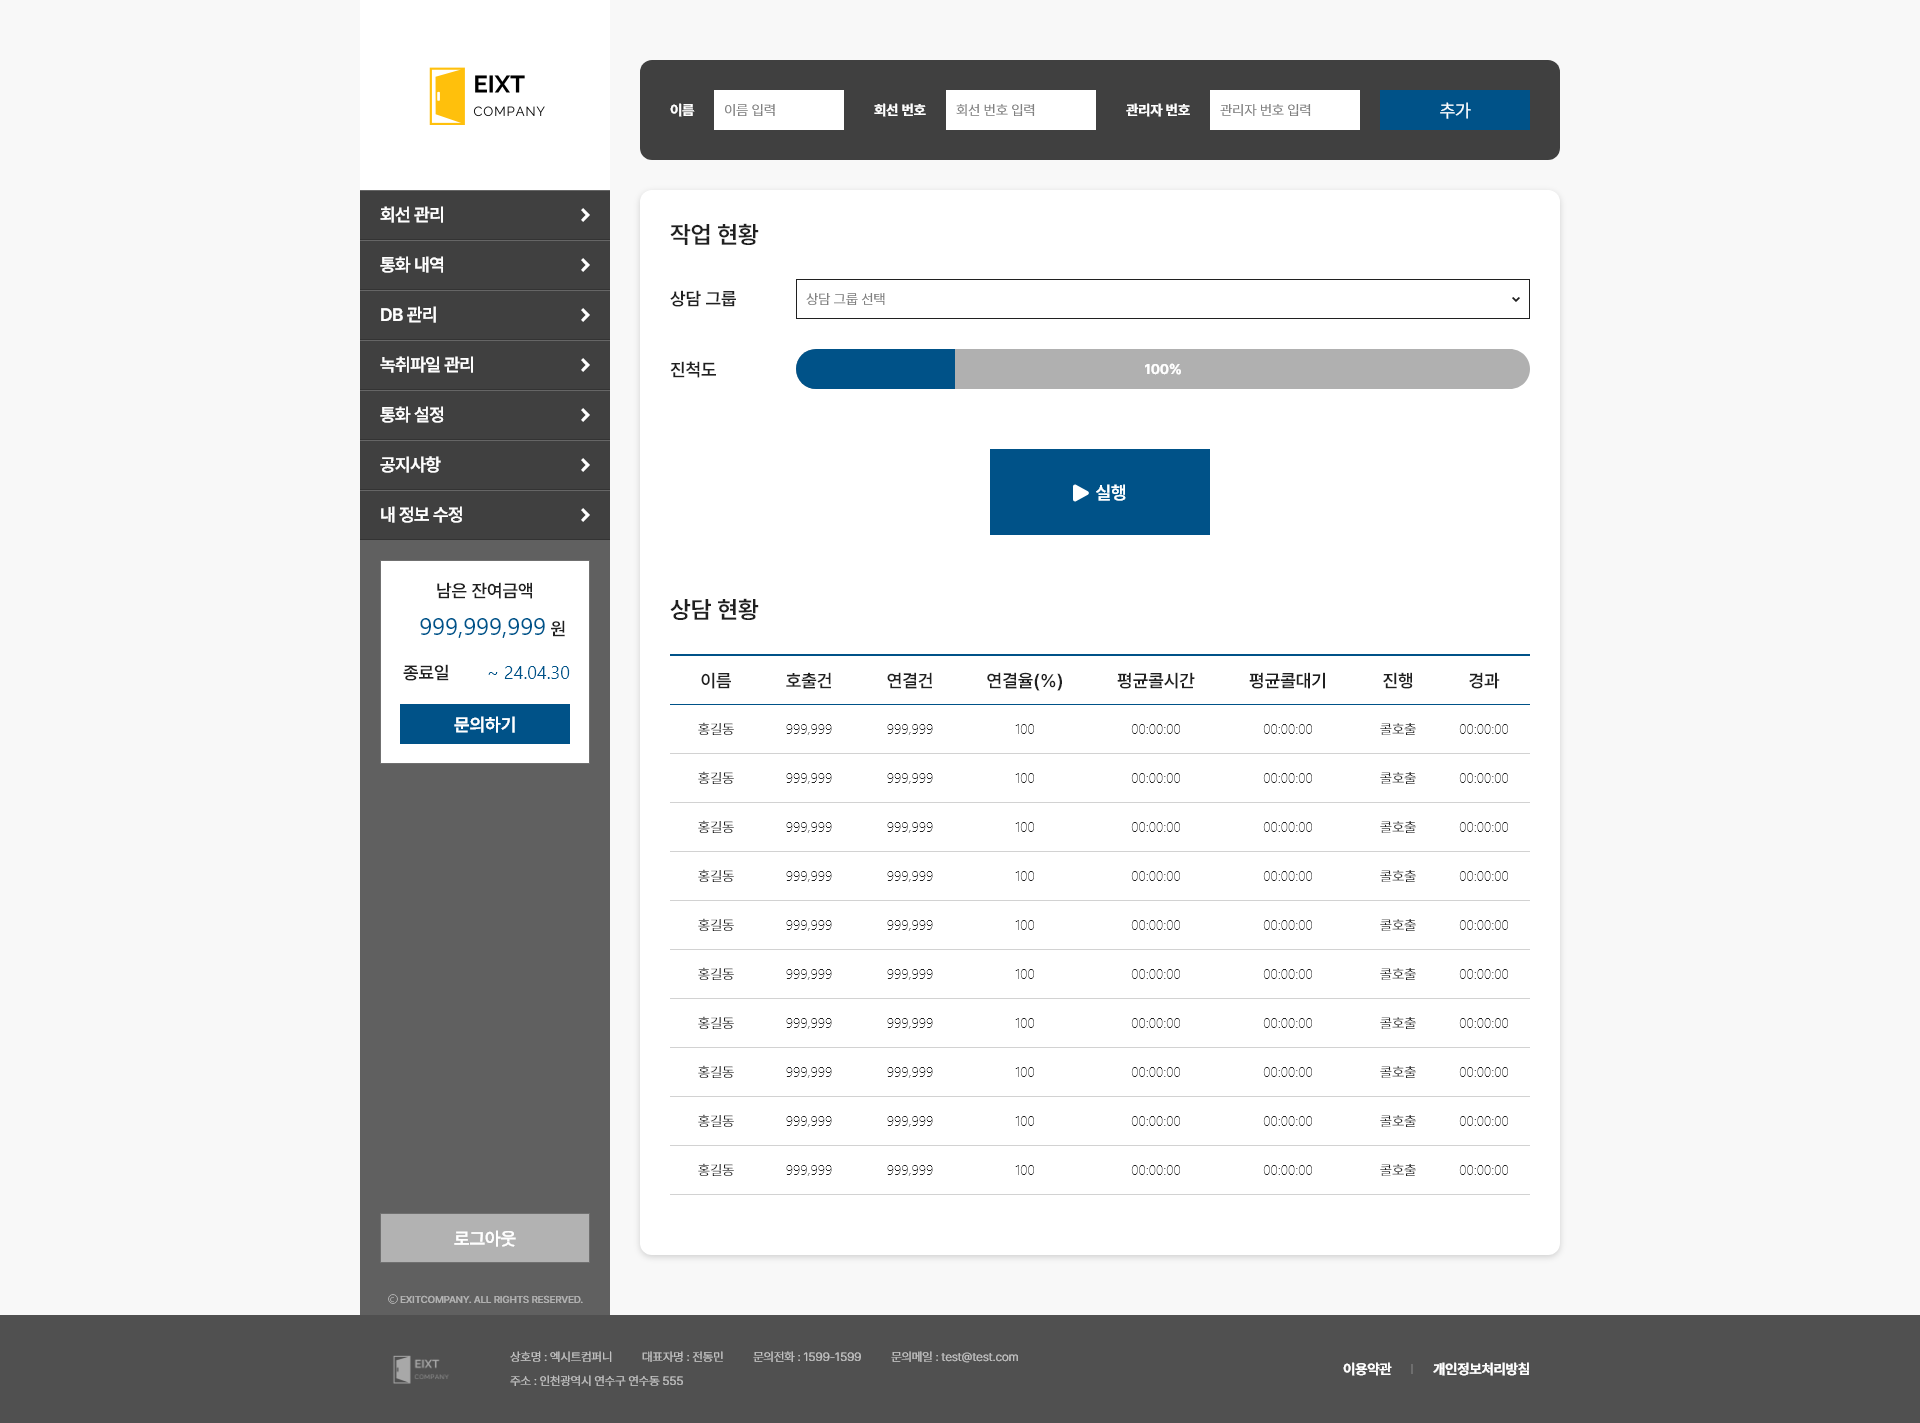 EIXT
COMPANY
이름 이름 입력 회선 번호 회선 번호 입력 관리자 번호 관리자 번호 입력 추가
회선 관리
통화 내역
DB 관리
녹취파일 관리
통화 설정
공지사항
내 정보 수정
남은 잔여금액
999,999,999 원
종료일 ~ 24.04.30
문의하기
로그아웃
© EXITCOMPANY. ALL RIGHTS RESERVED.
작업 현황
상담 그룹 상담 그룹 선택
진척도 100%
실행
상담 현황
이름 호출건 연결건 연결율(%) 평균콜시간 평균콜대기 진행 경과
홍길동 999,999 999,999 100 00:00:00 00:00:00 콜호출 00:00:00
홍길동 999,999 999,999 100 00:00:00 00:00:00 콜호출 00:00:00
홍길동 999,999 999,999 100 00:00:00 00:00:00 콜호출 00:00:00
홍길동 999,999 999,999 100 00:00:00 00:00:00 콜호출 00:00:00
홍길동 999,999 999,999 100 00:00:00 00:00:00 콜호출 00:00:00
홍길동 999,999 999,999 100 00:00:00 00:00:00 콜호출 00:00:00
홍길동 999,999 999,999 100 00:00:00 00:00:00 콜호출 00:00:00
홍길동 999,999 999,999 100 00:00:00 00:00:00 콜호출 00:00:00
홍길동 999,999 999,999 100 00:00:00 00:00:00 콜호출 00:00:00
홍길동 999,999 999,999 100 00:00:00 00:00:00 콜호출 00:00:00
EIXT
COMPANY
상호명 : 엑시트컴퍼니 대표자명 : 전동민 문의전화 : 1599-1599 문의메일 : test@test.com
주소 : 인천광역시 연수구 연수동 555
이용약관 | 개인정보처리방침